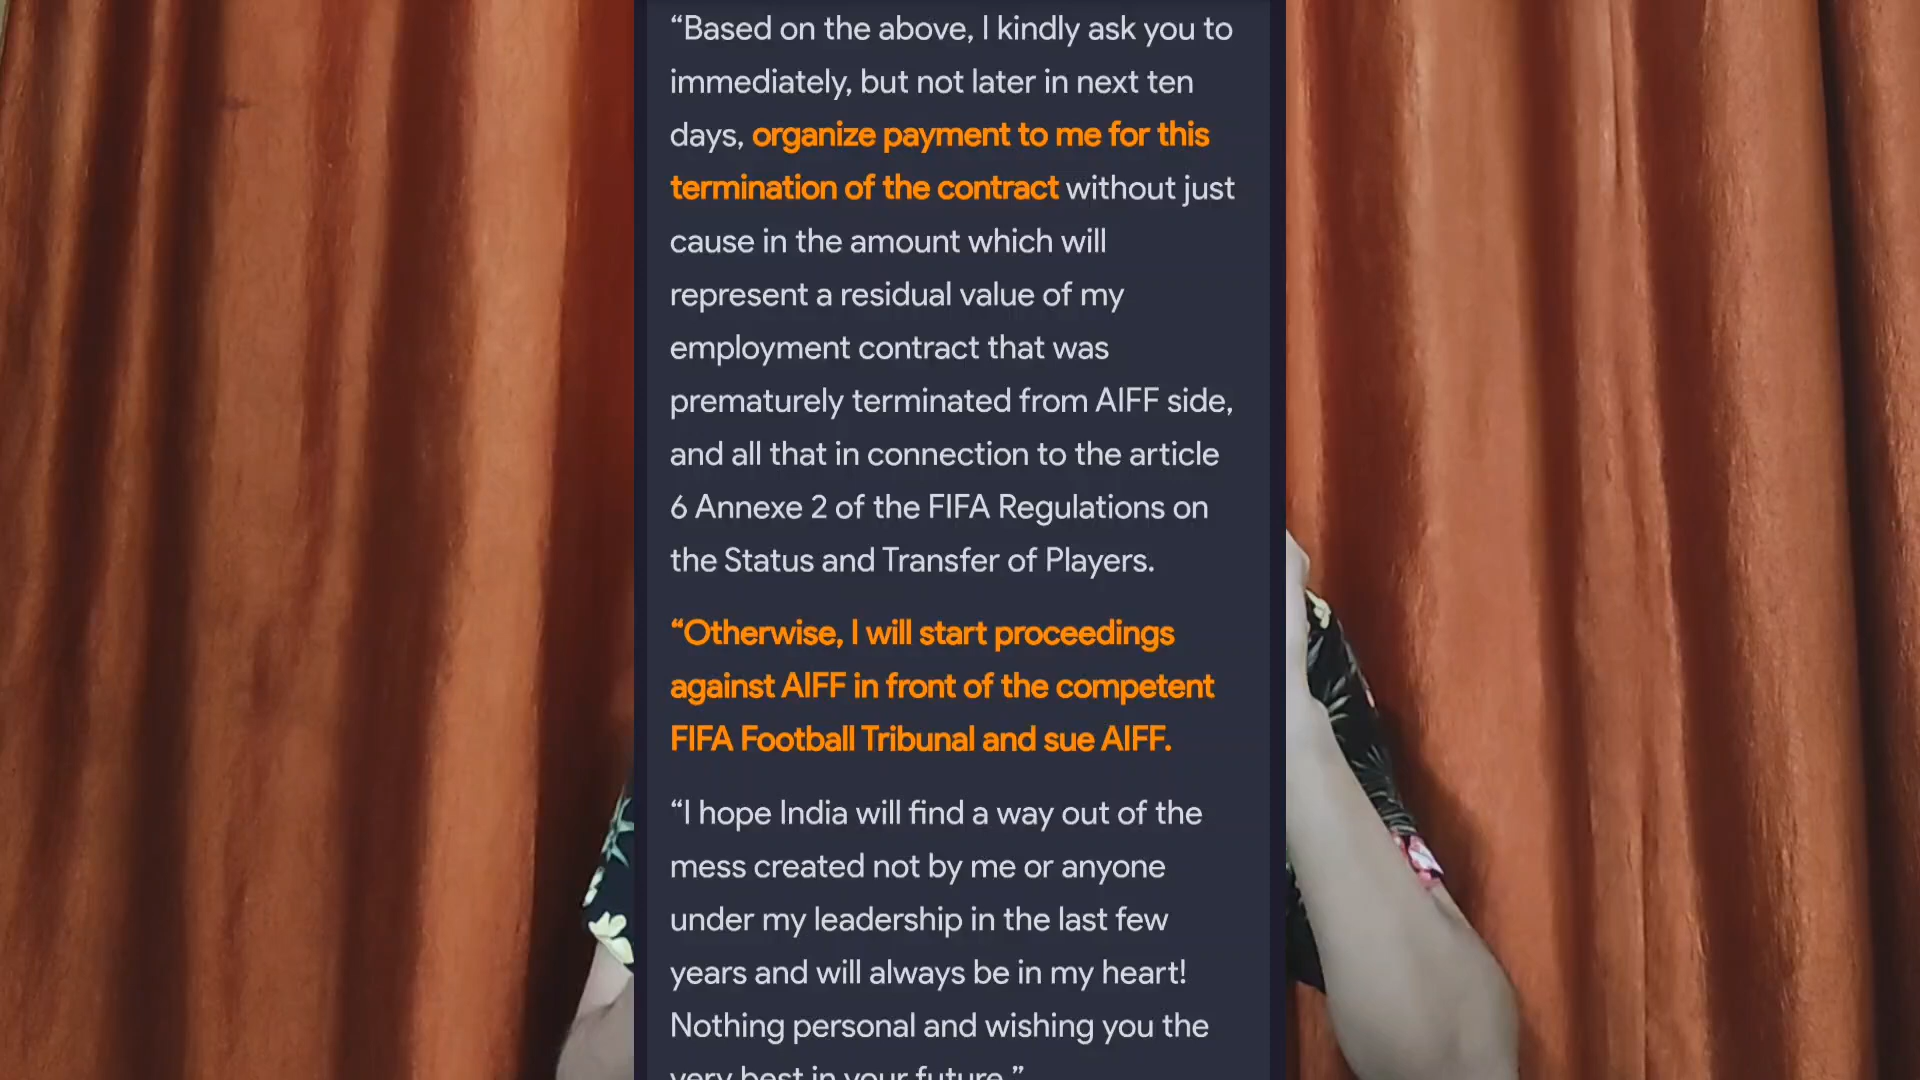 “Based on the above, I kindly ask you to
immediately, but not later in next ten
days, organize payment to me for this
termination of the contract without just
cause in the amount which will
represent a residual value of my
employment contract that was
prematurely terminated from AIFF side,
and all that in connection to the article
6 Annexe 2 of the FIFA Regulations on
the Status and Transfer of Players.
“Otherwise, I will start proceedings
against AIFF in front of the competent
FIFA Football Tribunal and sue AIFF.
“I hope India will find a way out of the
mess created not by me or anyone
under my leadership in the last few
years and will always be in my heart!
Nothing personal and wishing you the
very best in your future.”